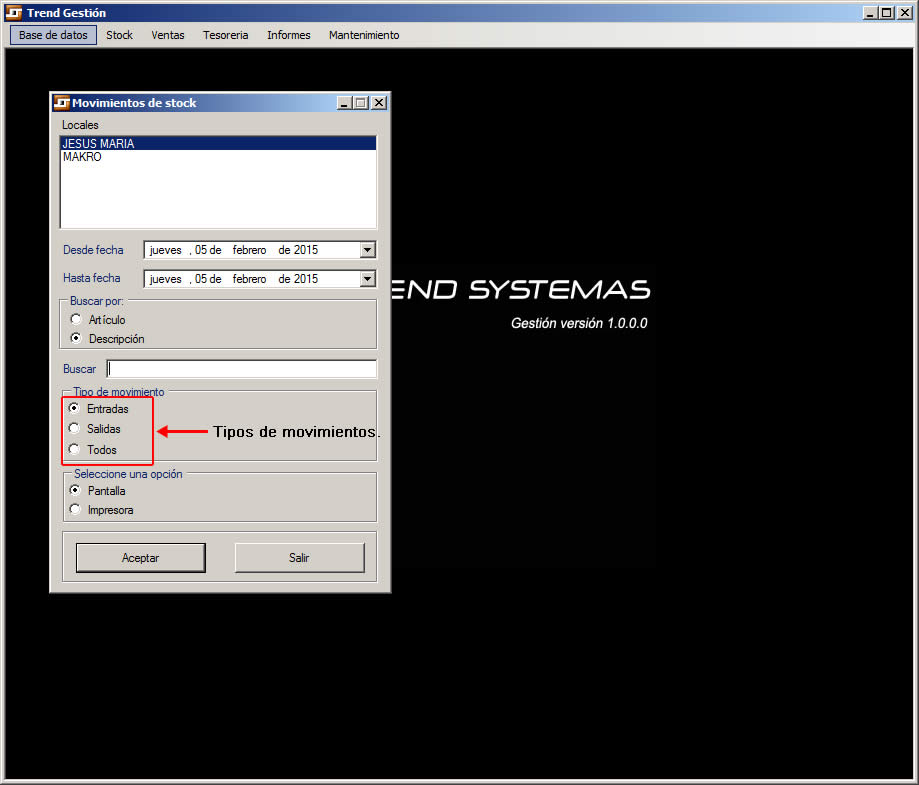 Trend Gestión
Base de datos Stock Ventas Tesoreria Informes Mantenimiento
Movimientos de stock
Locales
JESUS MARIA
MAKRO
Desde fecha jueves , 05 de febrero de 2015
Hasta fecha jueves , 05 de febrero de 2015
END SYSTEMAS
Gestión versión 1.0.0.0
Buscar por:
Artículo
Descripción
Buscar
Tipo de movimiento
Entradas
Salidas
Todos
Tipos de movimientos.
Seleccione una opción
Pantalla
Impresora
Aceptar Salir